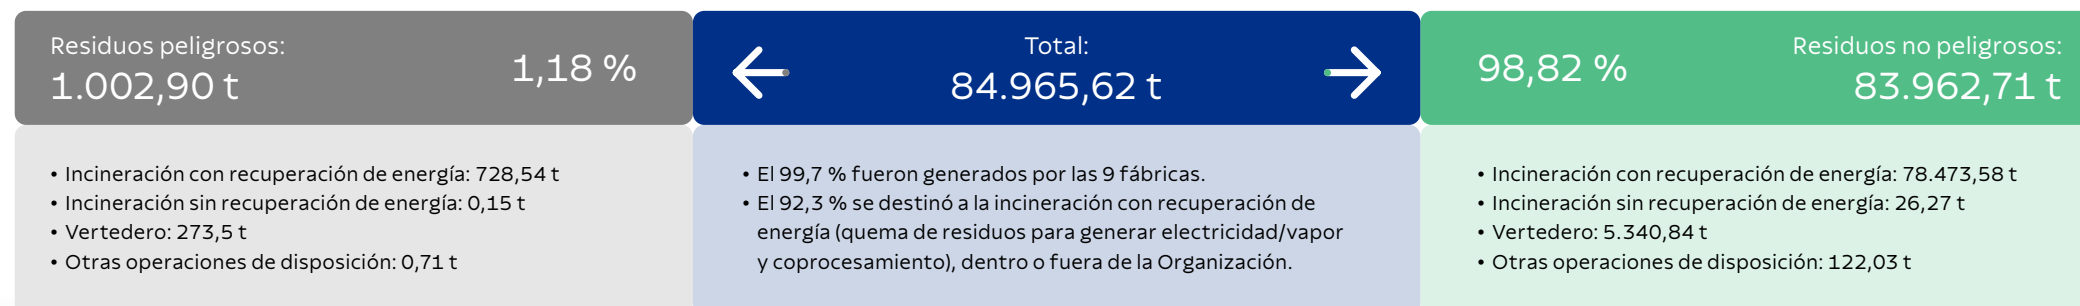 Residuos peligrosos:
1.002,90 t
1,18 %
• Incineración con recuperación de energía: 728,54 t
• Incineración sin recuperación de energía: 0,15 t
• Vertedero: 273,5 t
• Otras operaciones de disposición: 0,71 t
Total:
84.965,62 t
• El 99,7 % fueron generados por las 9 fábricas.
• El 92,3 % se destinó a la incineración con recuperación de
energía (quema de residuos para generar electricidad/vapor
y coprocesamiento), dentro o fuera de la Organización.
98,82 %
Residuos no peligrosos:
83.962,71 t
• Incineración con recuperación de energía: 78.473,58 t
• Incineración sin recuperación de energía: 26,27 t
• Vertedero: 5.340,84 t
• Otras operaciones de disposición: 122,03 t